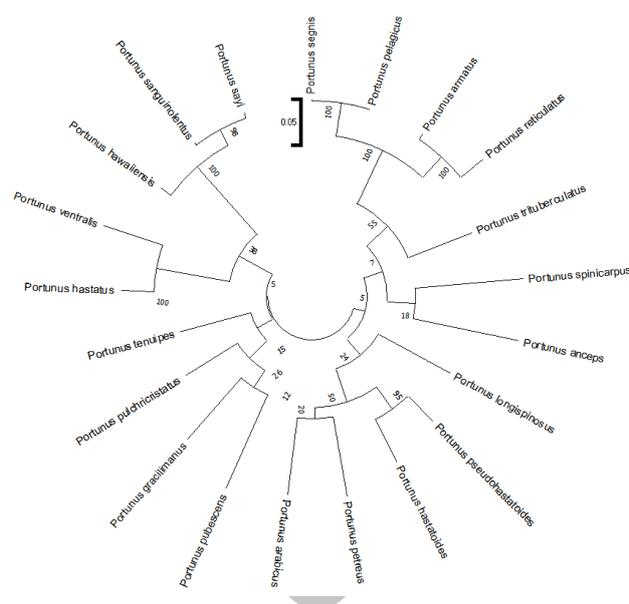 Portunus segnis
Portunus pelagicus
Portunus armatus
Portunus reticulatus
Portunus trituberculatus
Portunus spinicarpus
Portunus anceps
Portunus longispinosus
Portunus pseudohastatoides
Portunus hastatoides
Portunus petreus
Portunus arabicus
Portunus pubescens
Portunus gracilimanus
Portunus pulchricristatus
Portunus tenuipes
Portunus hastatus
Portunus ventralis
Portunus hawaiiensis
Portunus sanguinolentus
Portunus sayi
0.05
100
100
100
55
7
18
5
24
95
50
20
12
26
15
100
5
38
100
98